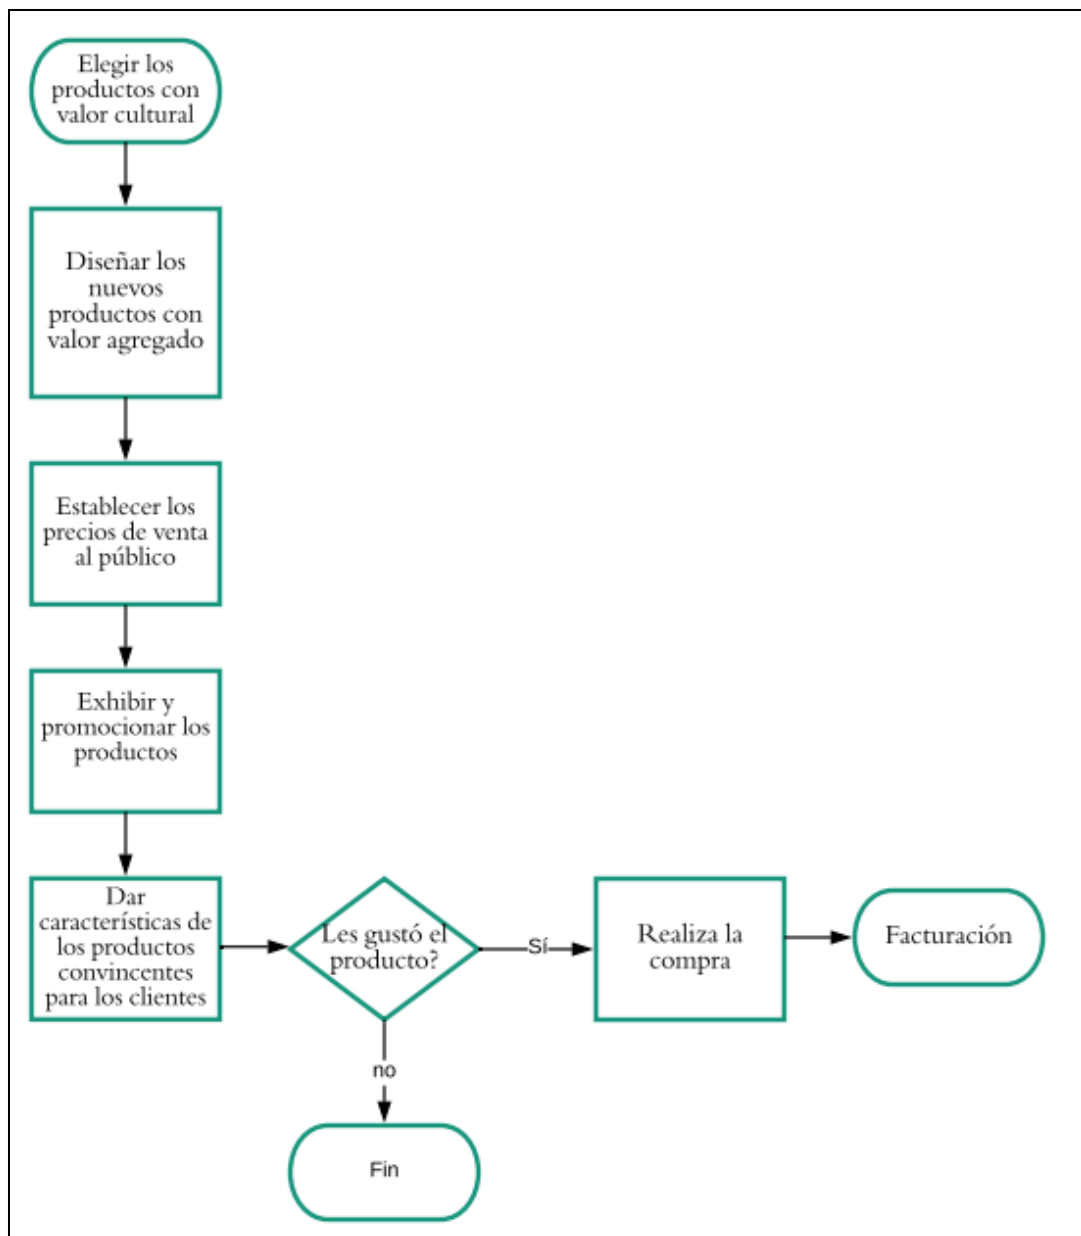 Elegir los
productos con
valor cultural
Diseñar los
nuevos
productos con
valor agregado
Establecer los
precios de venta
al público
Exhibir y
promocionar los
productos
Dar
características de
los productos
convincentes
para los clientes
Les gustó el
producto?
Sí
Realiza la
compra
Facturación
no
Fin